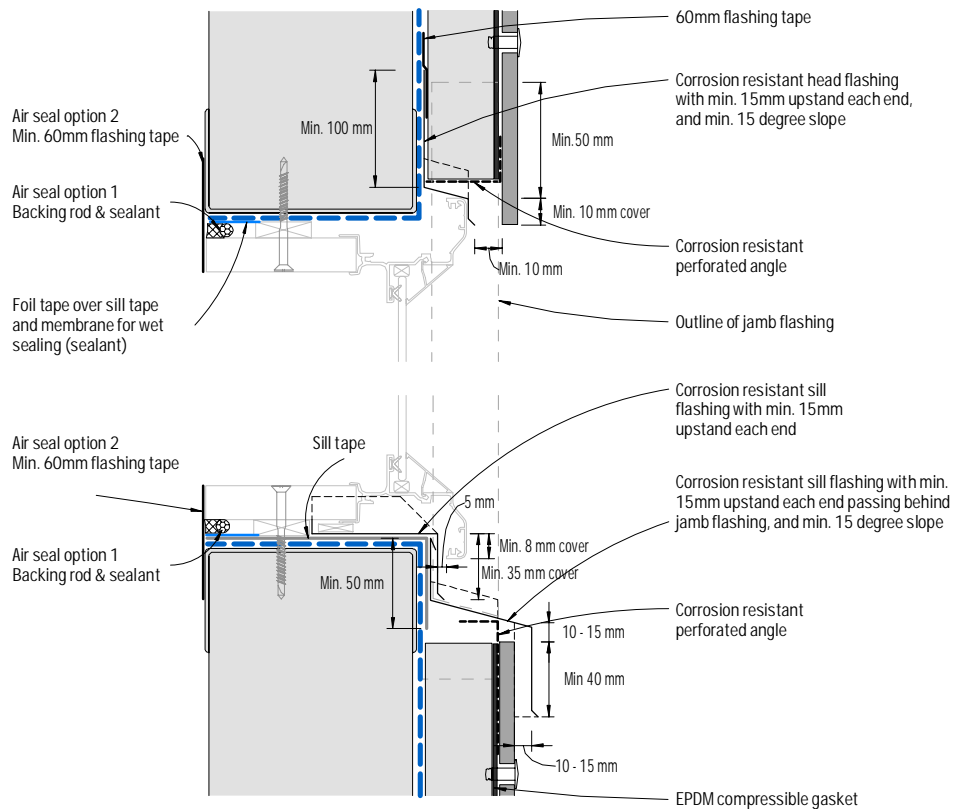 60mm flashing tape
Corrosion resistant head flashing
with min. 15mm upstand each end,
and min. 15 degree slope
Air seal option 2
Min. 60mm flashing tape
Min. 100 mm
Min.50 mm
Air seal option 1
Backing rod & sealant
Min. 10 mm cover
Corrosion resistant
perforated angle
Min. 10 mm
Foil tape over sill tape
and membrane for wet
sealing (sealant)
Outline of jamb flashing
Corrosion resistant sill
flashing with min. 15mm
upstand each end
Air seal option 2
Min. 60mm flashing tape
Sill tape
5 mm
Corrosion resistant sill flashing with min.
15mm upstand each end passing behind
jamb flashing, and min. 15 degree slope
Min. 8 mm cover
Min. 35 mm cover
Air seal option 1
Backing rod & sealant
Min. 50 mm
Corrosion resistant
perforated angle
10 - 15 mm
Min 40 mm
10 - 15 mm
EPDM compressible gasket